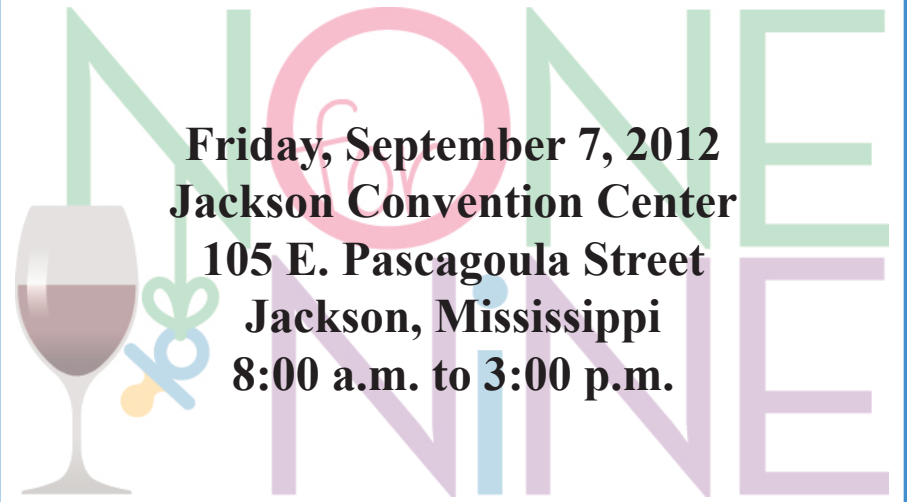 NONE
for
NiNE
Friday, September 7, 2012
Jackson Convention Center
105 E. Pascagoula Street
Jackson, Mississippi
8:00 a.m. to 3:00 p.m.